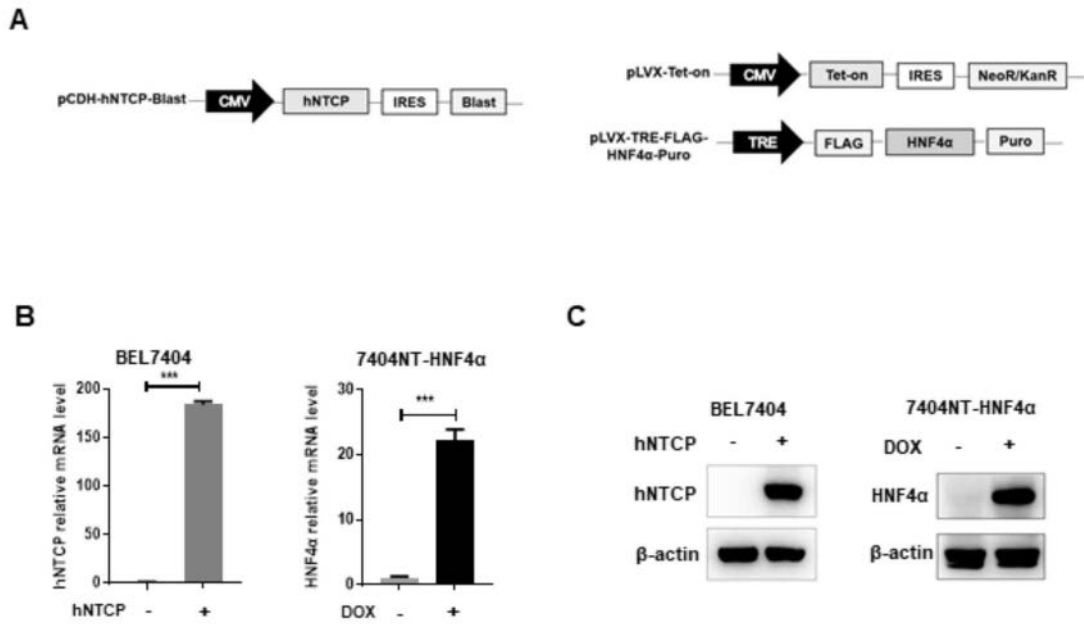 A
pCDH-hNTCP-Blast CMV hNTCP IRES Blast
pLVX-Tet-on CMV Tet-on IRES NeoR/KanR
pLVX-TRE-FLAG-
HNF4α-Puro
TRE FLAG HNF4α Puro
B
BEL7404
***
hNTCP relative mRNA level
200
150
100
50
0
hNTCP - +
7404NT-HNF4α
***
HNF4α relative mRNA level
30
20
10
0
DOX - +
C
BEL7404
hNTCP - +
hNTCP
β-actin
7404NT-HNF4α
DOX - +
HNF4α
β-actin